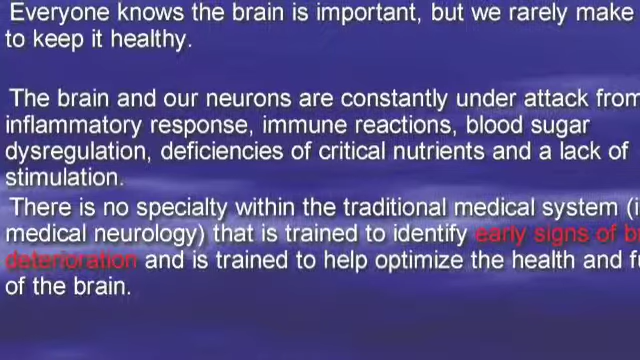 Everyone knows the brain is important, but we rarely make
to keep it healthy.
The brain and our neurons are constantly under attack from
inflammatory response, immune reactions, blood sugar
dysregulation, deficiencies of critical nutrients and a lack of
stimulation.
There is no specialty within the traditional medical system (i
medical neurology) that is trained to identify early signs of b
deterioration and is trained to help optimize the health and fu
of the brain.